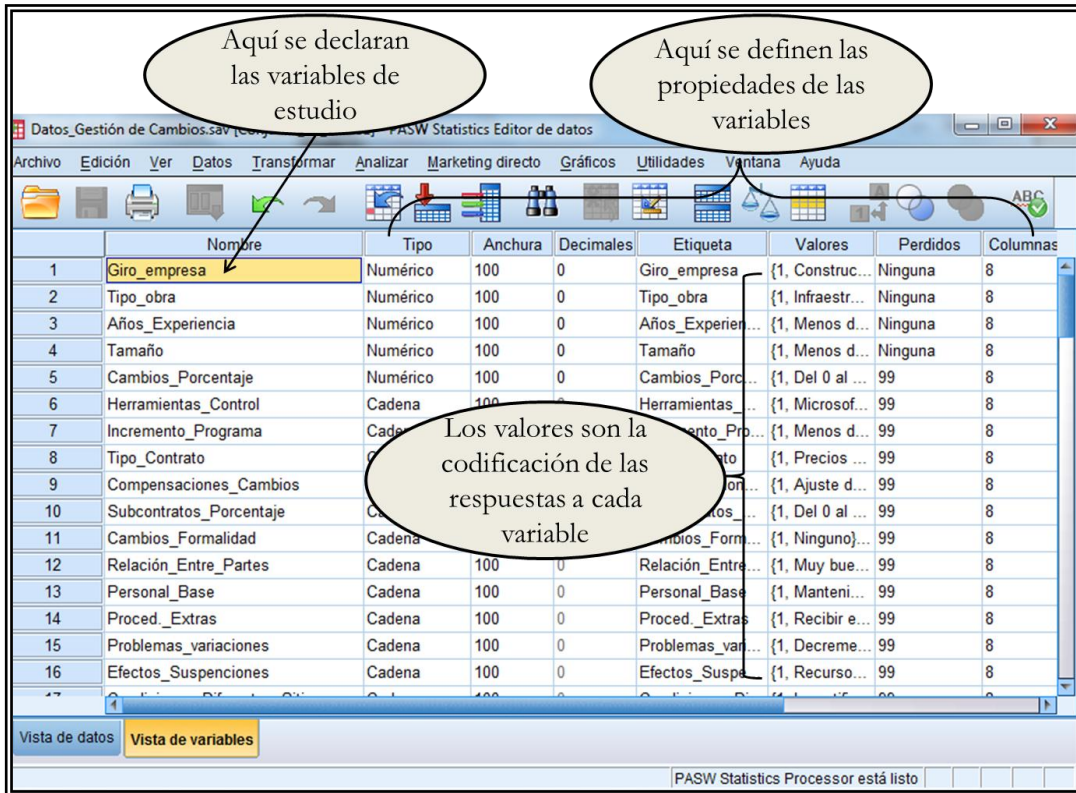 Aquí se declaran
las variables de
estudio
Aquí se definen las
propiedades de las
variables
Datos_Gestión de Cambios.sav PASW Statistics Editor de datos
Archivo Edición Ver Datos Transformar Analizar Marketing directo Gráficos Utilidades Ventana Ayuda
Nombre Tipo Anchura Decimales Etiqueta Valores Perdidos Columnas
1 Giro_empresa Numérico 100 0 Giro_empresa {1, Construc... Ninguna 8
2 Tipo_obra Numérico 100 0 Tipo_obra {1, Infraestr... Ninguna 8
3 Años_Experiencia Numérico 100 0 Años_Experien... {1, Menos d... Ninguna 8
4 Tamaño Numérico 100 0 Tamaño {1, Menos d... Ninguna 8
5 Cambios_Porcentaje Numérico 100 0 Cambios_Porc... {1, Del 0 al ... 99 8
6 Herramientas_Control Cadena 100 Herramientas_... {1, Microsof... 99 8
7 Incremento_Programa {1, Menos d... 99 8
8 Tipo_Contrato {1, Precios ... 99 8
9 Compensaciones_Cambios {1, Ajuste d... 99 8
10 Subcontratos_Porcentaje {1, Del 0 al ... 99 8
11 Cambios_Formalidad Cadena {1, Ninguno}... 99 8
12 Relación_Entre_Partes Cadena 100 0 Relación_Entre... {1, Muy bue... 99 8
13 Personal_Base Cadena 100 0 Personal_Base {1, Manteni... 99 8
14 Proced._Extras Cadena 100 0 Proced._Extras {1, Recibir e... 99 8
15 Problemas_variaciones Cadena 100 0 Problemas_vari... {1, Decreme... 99 8
16 Efectos_Suspenciones Cadena 100 0 Efectos_Suspe... {1, Recurso... 99 8
Los valores son la
codificación de las
respuestas a cada
variable
Vista de datos Vista de variables
PASW Statistics Processor está listo